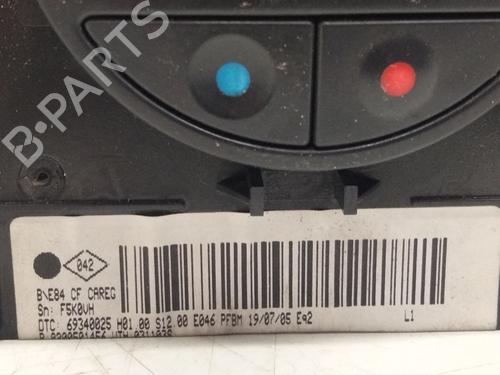 B-PARTS
042
B\E84 CF CAREG
Sn: F5K0VH
DTC: 69340025 H01.00 S12.00 E046 PFBM 19/07/05 Eq2 L1